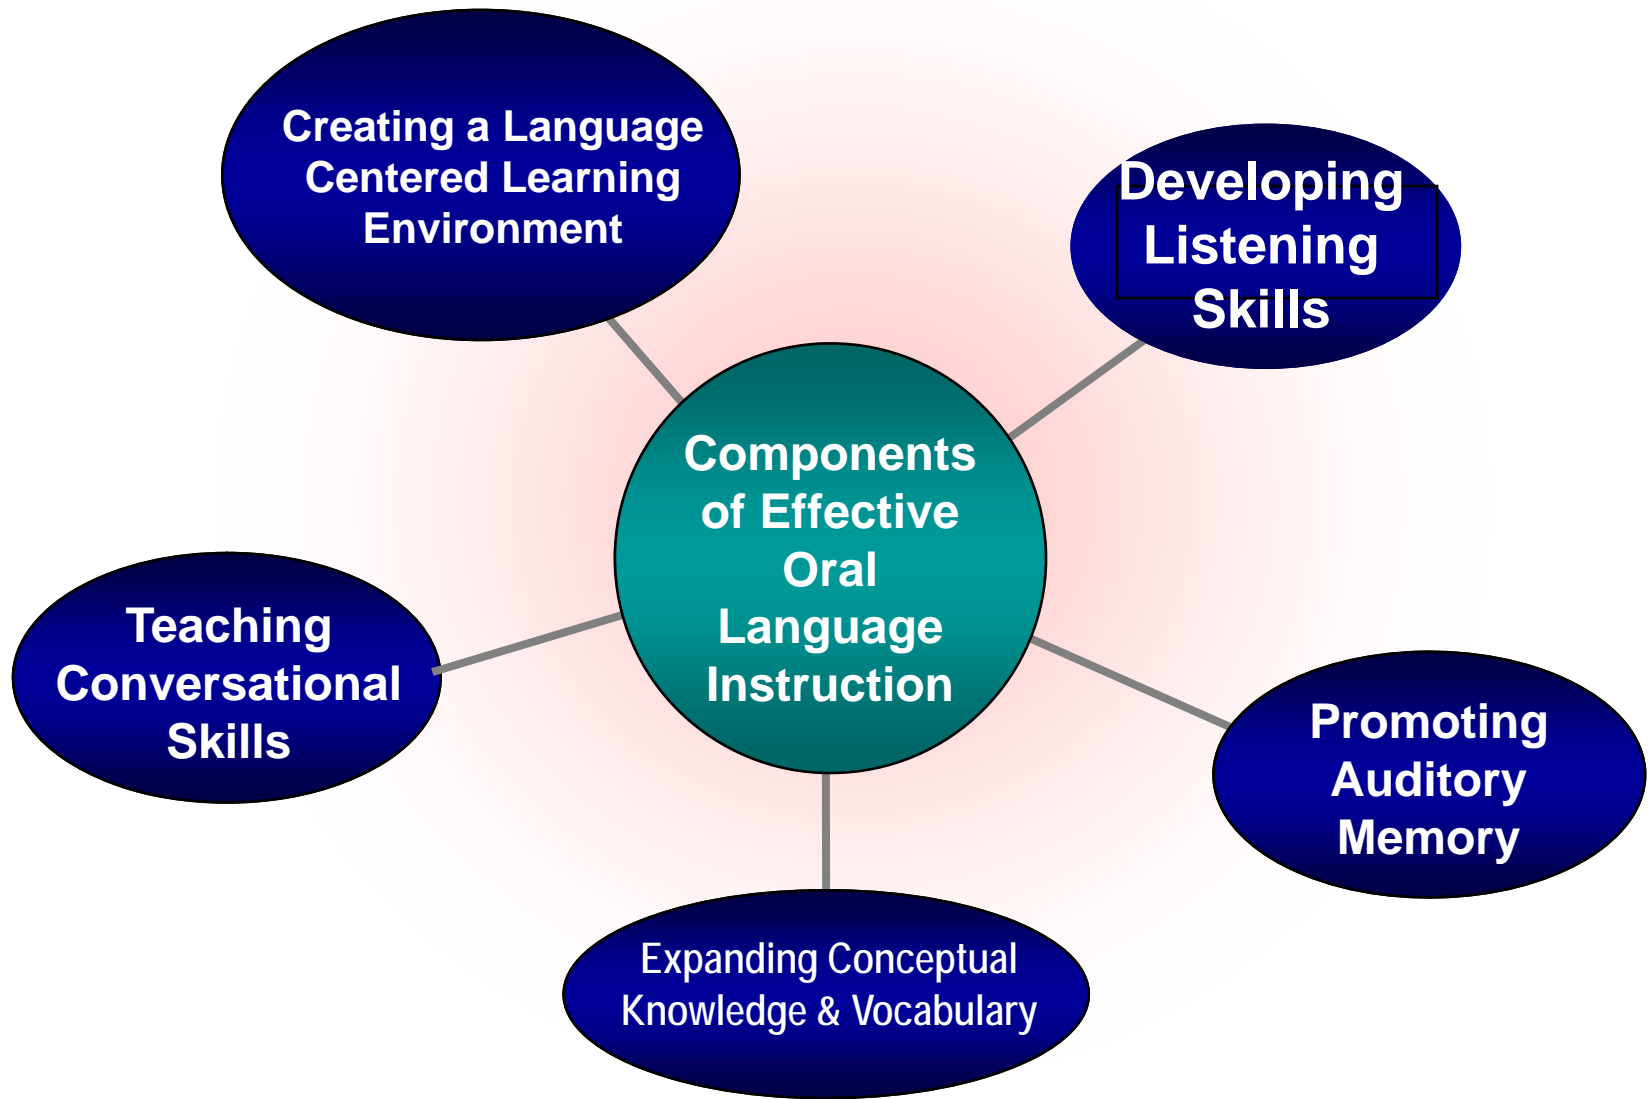 Creating a Language
Centered Learning
Environment
Developing
Listening
Skills
Components
of Effective
Oral
Language
Instruction
Teaching
Conversational
Skills
Promoting
Auditory
Memory
Expanding Conceptual
Knowledge & Vocabulary